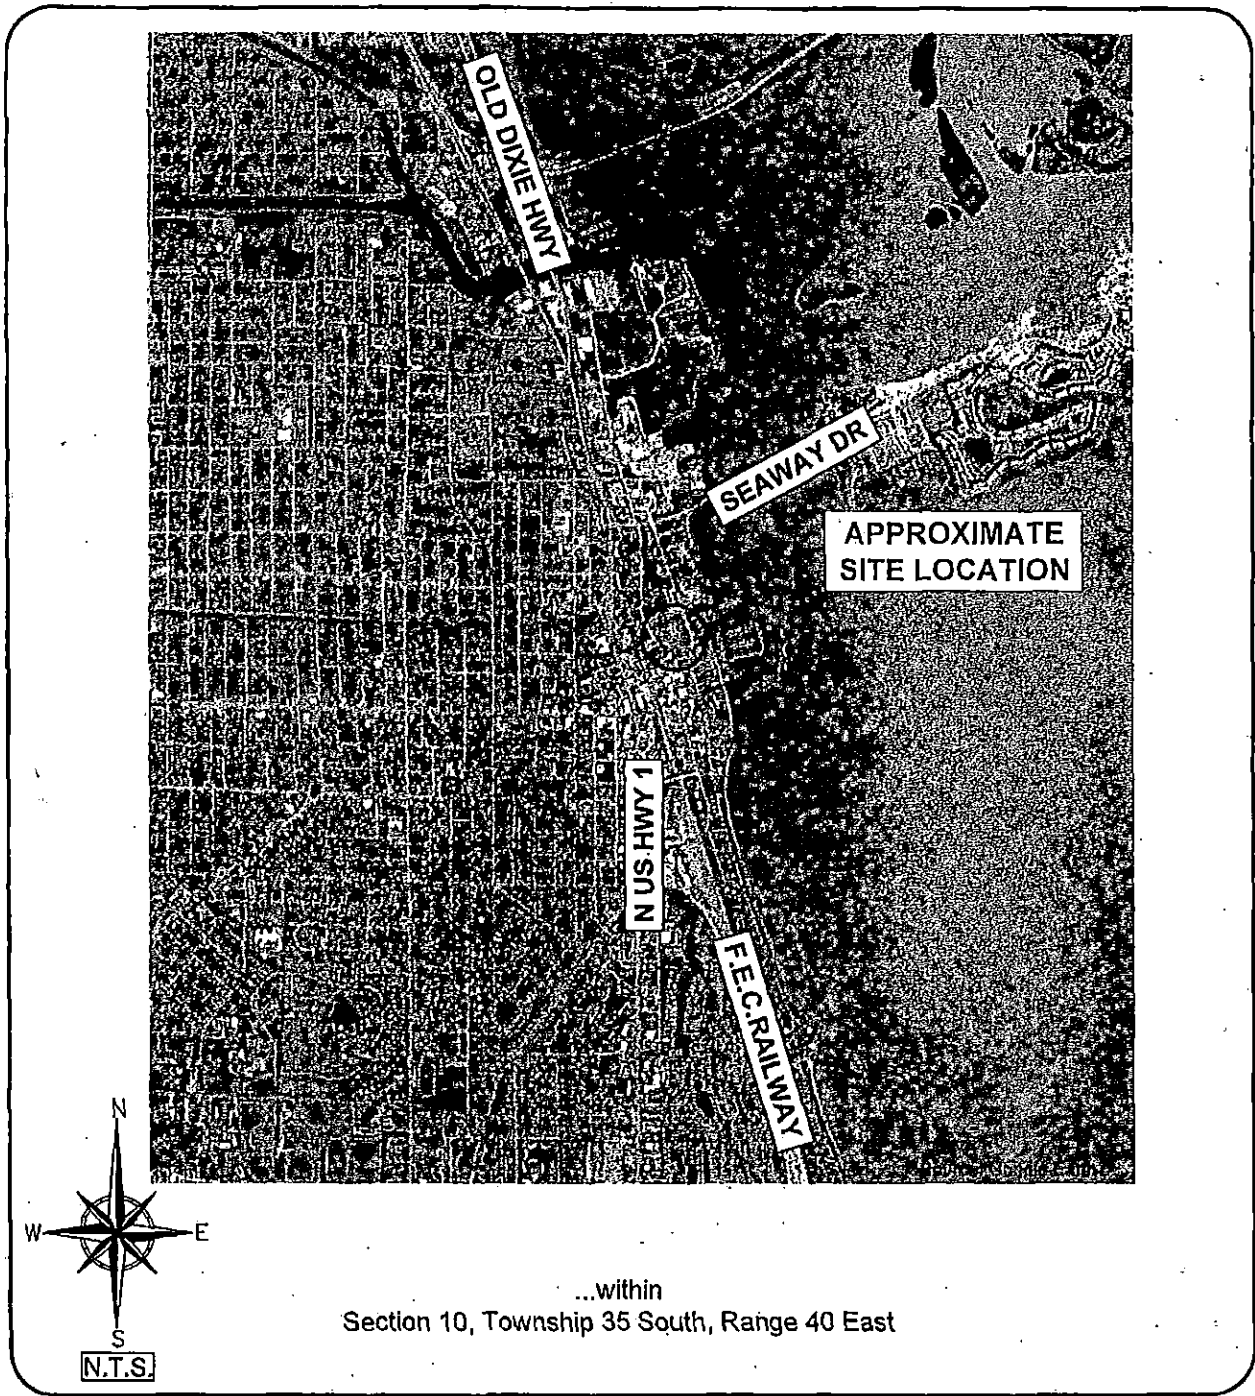 OLD DIXIE HWY
SEAWAY DR
APPROXIMATE
SITE LOCATION
N US HWY 1
F.E.C.RAILWAY
N
W
E
S
N.T.S.
...within
Section 10, Township 35 South, Range 40 East